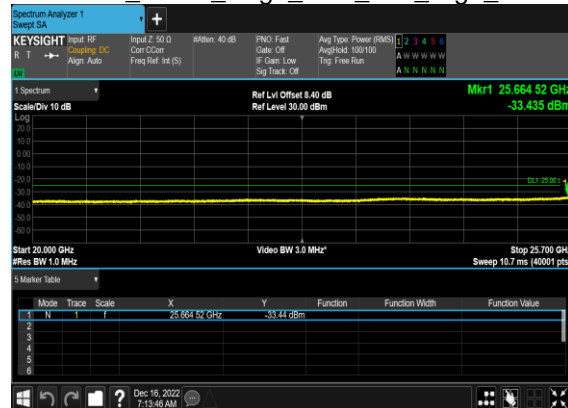 Spectrum Analyzer 1
Swept SA
+
KEYSIGHT Input: RF Input Z: 50 Ω #Atten: 40 dB PNO: Fast Avg Type: Power (RMS) 1 2 3 4 5 6
R T Coupling: DC Corr CCorr Gate: Off Avg|Hold: 100/100 A W W W W W
Align: Auto Freq Ref: Int (S) IF Gain: Low Trig: Free Run
LW Sig Track: Off A N N N N N
1 Spectrum Ref Lvl Offset 8.40 dB Mkr1 25.664 52 GHz
Scale/Div 10 dB Ref Level 30.00 dBm -33.435 dBm
Log
20.0
10.0
0.00
-10.0
-20.0
DL1 -25.00
-30.0
-40.0
-50.0
-60.0
Start 20.000 GHz Video BW 3.0 MHz* Stop 25.700 GHz
#Res BW 1.0 MHz Sweep 10.7 ms (40001 pts
5 Marker Table
Mode Trace Scale X Y Function Function Width Function Value
1 N 1 f 25.664 52 GHz -33.44 dBm
2
3
4
5
6
? Dec 16, 2022
7:13:46 AM